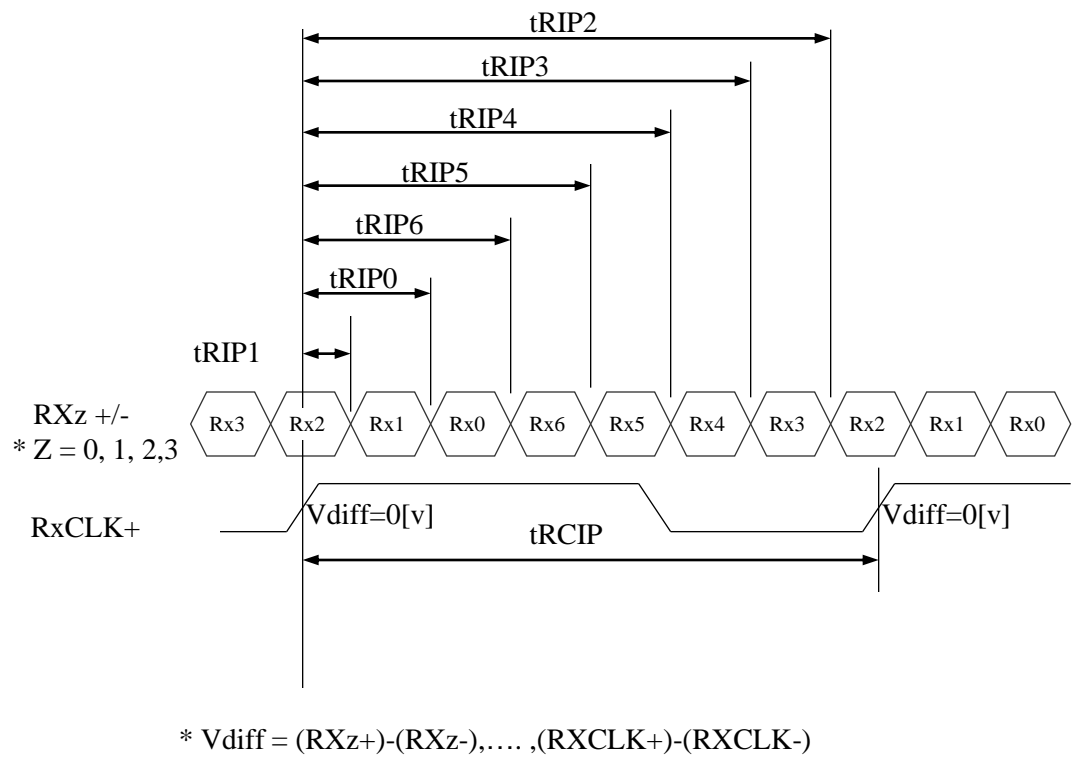 tRIP2
tRIP3
tRIP4
tRIP5
tRIP6
tRIP0
tRIP1
RXz +/-
* Z = 0, 1, 2,3
Rx3 Rx2 Rx1 Rx0 Rx6 Rx5 Rx4 Rx3 Rx2 Rx1 Rx0
RxCLK+
Vdiff=0[v] Vdiff=0[v]
tRCIP
* Vdiff = (RXz+)-(RXz-),…. ,(RXCLK+)-(RXCLK-)